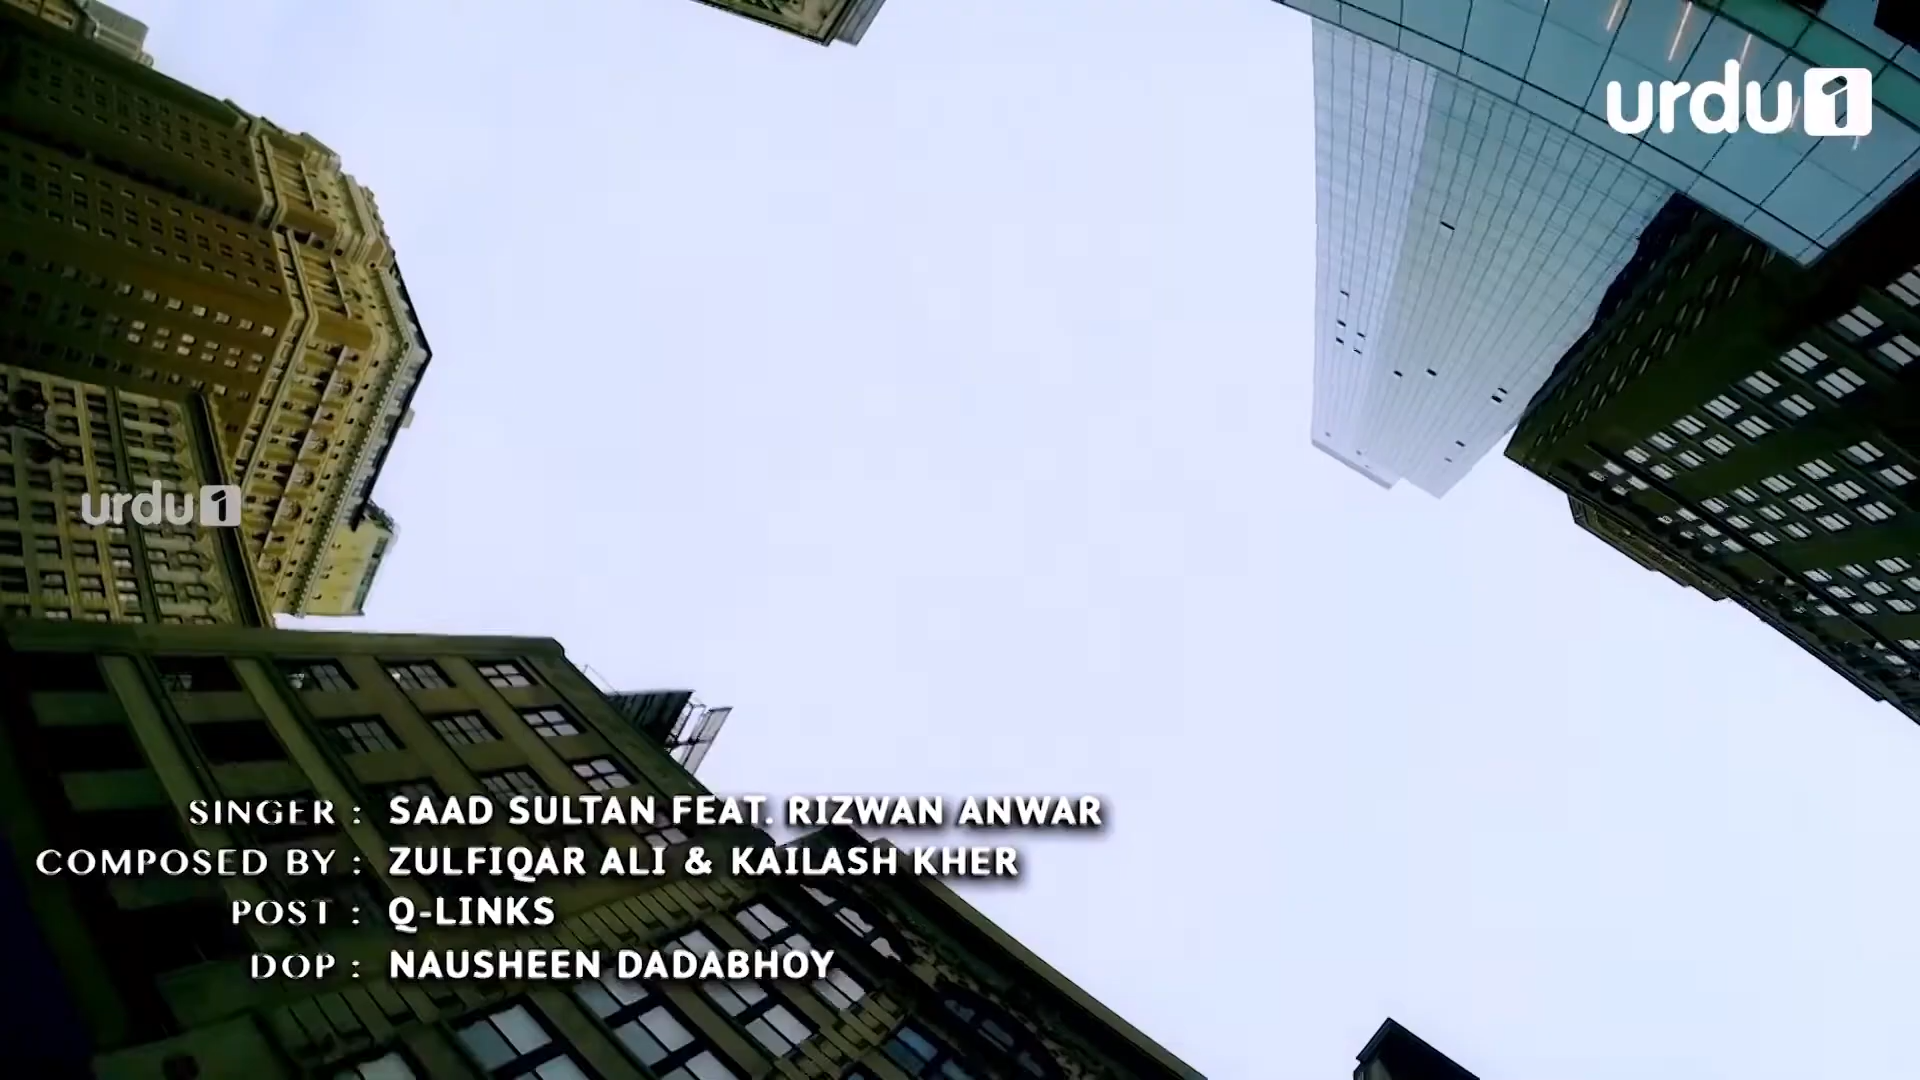 urdu1
urdu1
SINGER : SAAD SULTAN FEAT. RIZWAN ANWAR
COMPOSED BY : ZULFIQAR ALI & KAILASH KHER
POST : Q-LINKS
DOP : NAUSHEEN DADABHOY